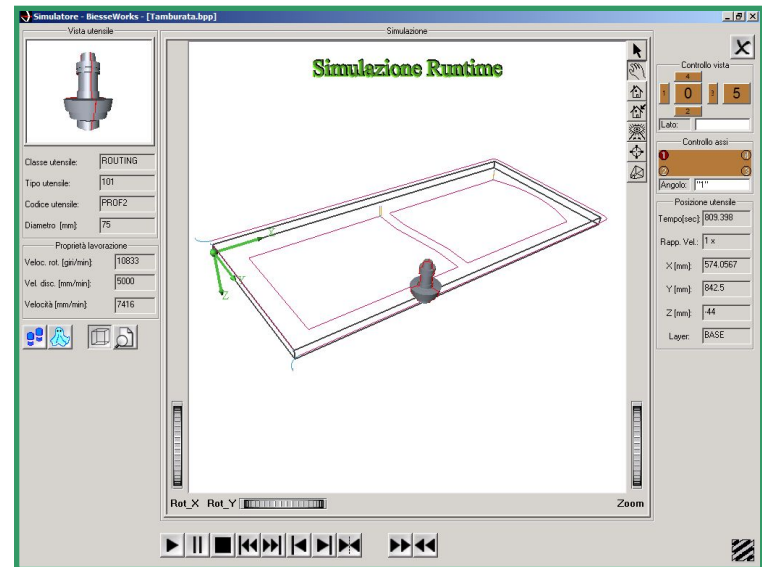 Simulatore - BiesseWorks - [Tamburata.bpp]
Vista utensile
Classe utensile: ROUTING
Tipo utensile: 101
Codice utensile: PROF2
Diametro [mm]: 75
Proprietà lavorazione
Veloc. rot. [giri/min]: 10833
Vel. disc. [mm/min]: 5000
Velocità [mm/min]: 7416
Simulazione
Simulazione Runtime
X
Y
Z
Rot_X Rot_Y
Zoom
Controllo vista
4
1 0 3 5
2
Lato:
Controllo assi
1
Angolo: "1"
Posizione utensile
Tempo[sec]: 809.398
Rapp. Vel.: 1 x
X [mm]: 574.0567
Y [mm]: 842.5
Z [mm]: -44
Layer: BASE